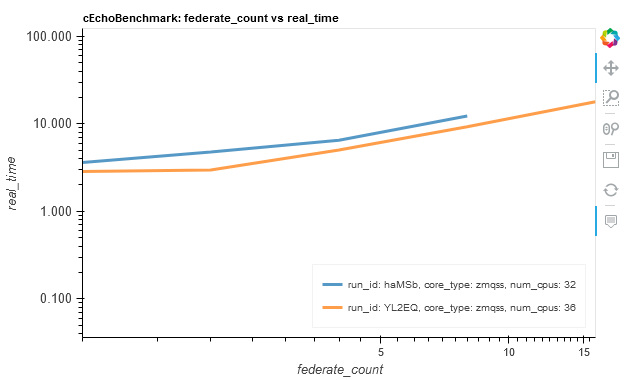 cEchoBenchmark: federate_count vs real_time
100.000
10.000
1.000
0.100
real_time
run_id: haMSb, core_type: zmqss, num_cpus: 32
run_id: YL2EQ, core_type: zmqss, num_cpus: 36
5
10
15
federate_count